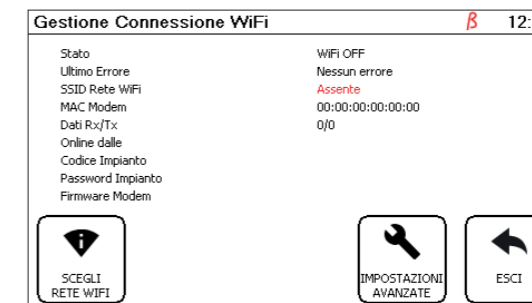 Gestione Connessione WiFi β 12:
Stato WiFi OFF
Ultimo Errore Nessun errore
SSID Rete WiFi Assente
MAC Modem 00:00:00:00:00:00
Dati Rx/Tx 0/0
Online dalle
Codice Impianto
Password Impianto
Firmware Modem
SCEGLI
RETE WIFI
IMPOSTAZIONI
AVANZATE
ESCI